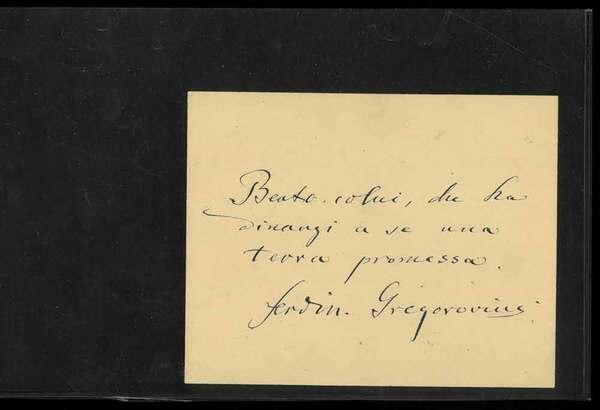 Beato colui, che ha
dinanzi a se una
terra promessa.
Ferdin. Gregorovius